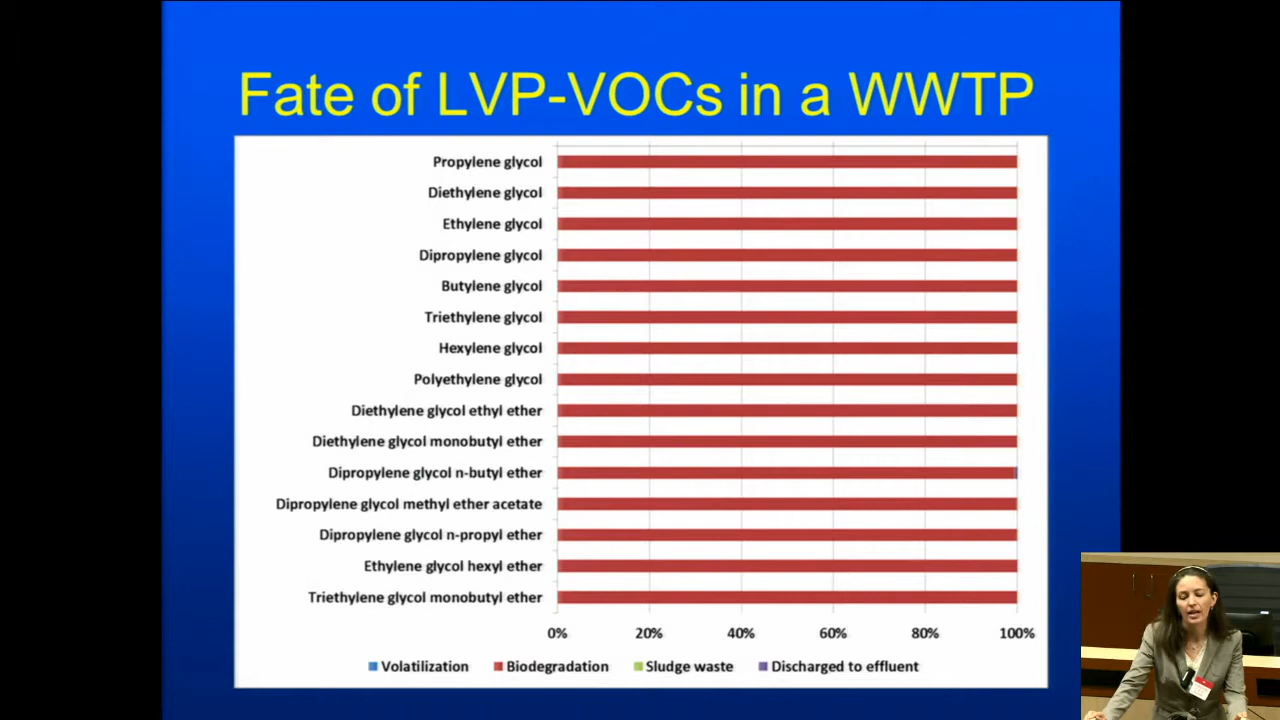 Fate of LVP-VOCs in a WWTP
Propylene glycol
Diethylene glycol
Ethylene glycol
Dipropylene glycol
Butylene glycol
Triethylene glycol
Hexylene glycol
Polyethylene glycol
Diethylene glycol ethyl ether
Diethylene glycol monobutyl ether
Dipropylene glycol n-butyl ether
Dipropylene glycol methyl ether acetate
Dipropylene glycol n-propyl ether
Ethylene glycol hexyl ether
Triethylene glycol monobutyl ether
0% 20% 40% 60% 80% 100%
Volatilization Biodegradation Sludge waste Discharged to effluent